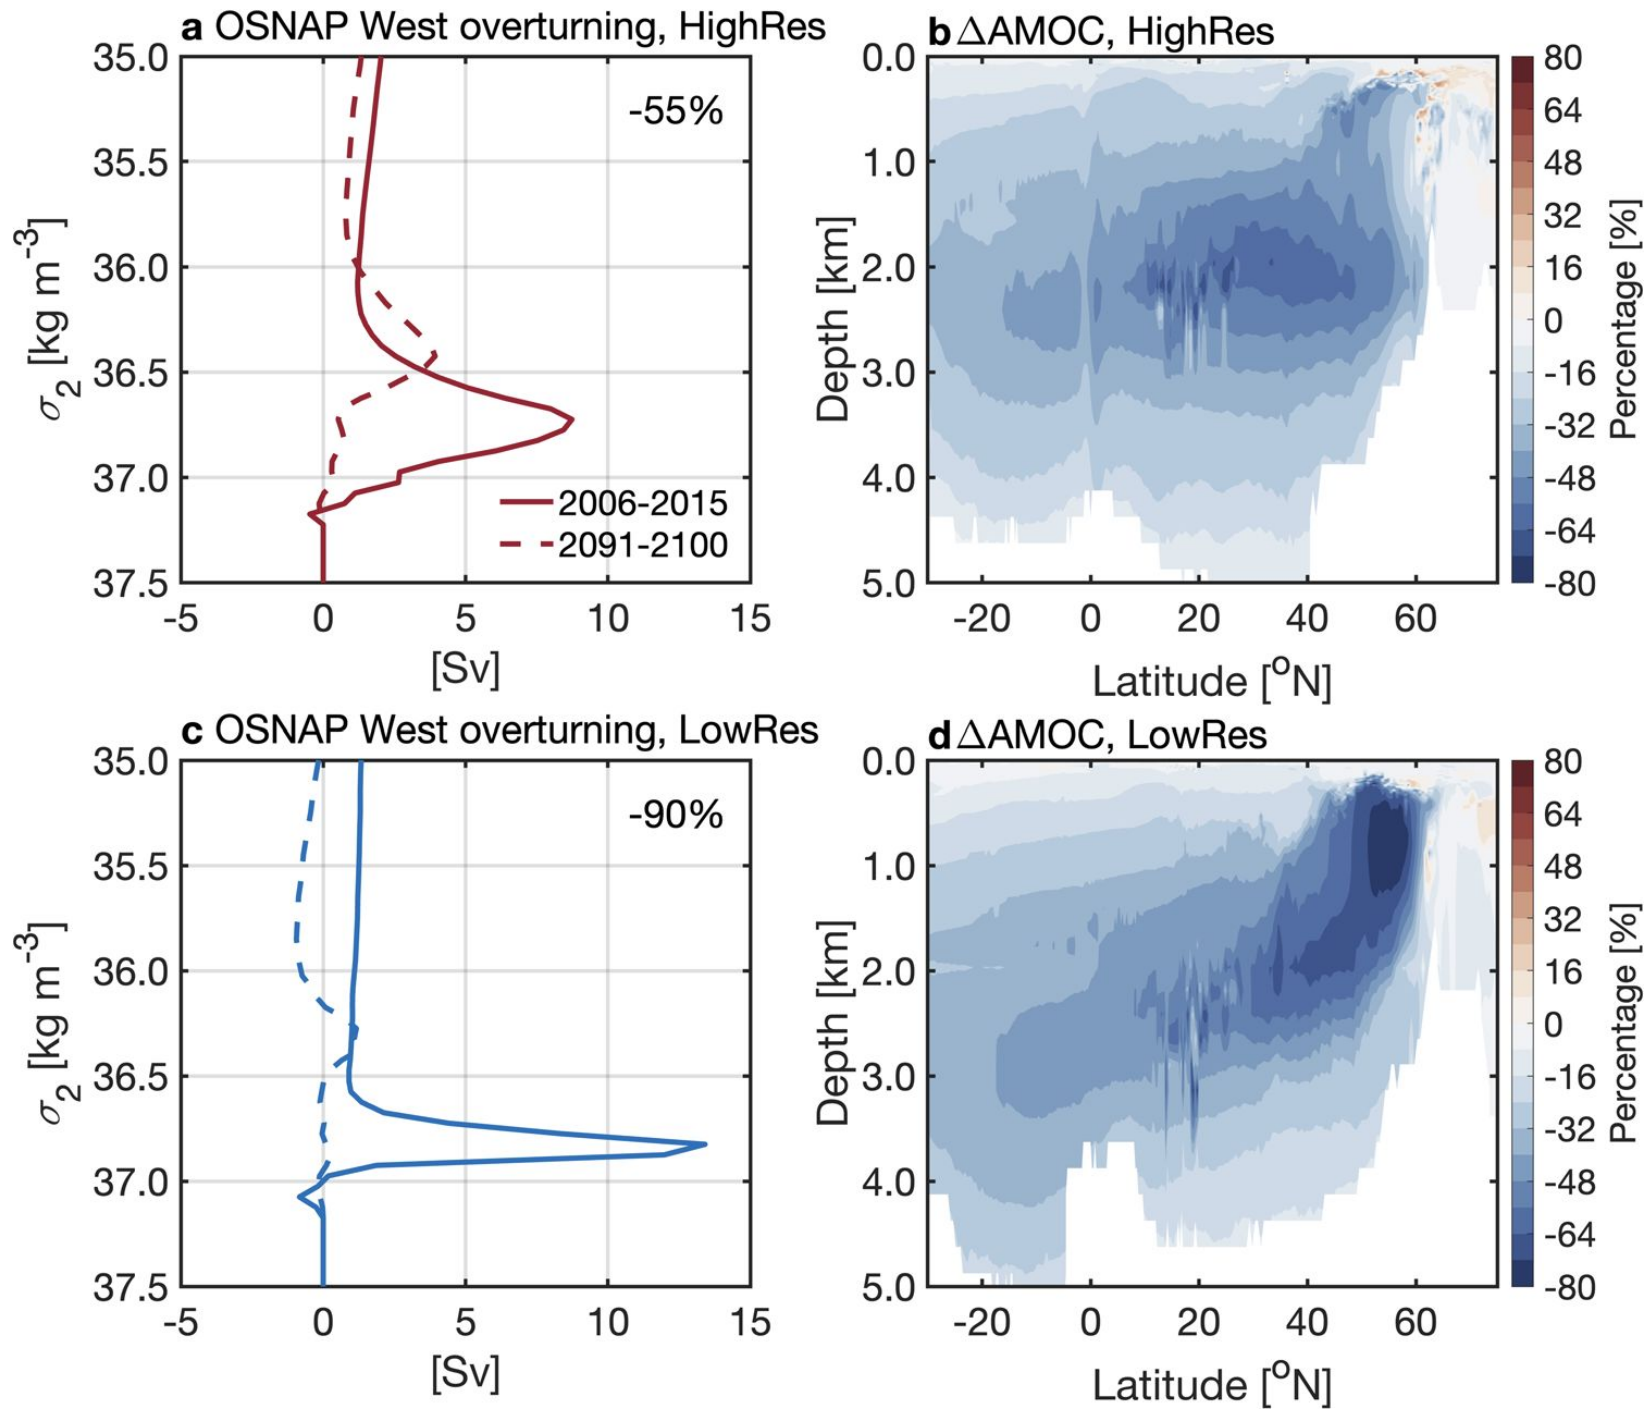 a OSNAP West overturning, HighRes
35.0
35.5
36.0
36.5
37.0
37.5
σ2 [kg m-3]
-55%
2006-2015
2091-2100
-5 0 5 10 15
[Sv]
b ΔAMOC, HighRes
0.0
1.0
2.0
3.0
4.0
5.0
Depth [km]
-20 0 20 40 60
Latitude [oN]
80
64
48
32
16
0
-16
-32
-48
-64
-80
Percentage [%]
c OSNAP West overturning, LowRes
35.0
35.5
36.0
36.5
37.0
37.5
σ2 [kg m-3]
-90%
-5 0 5 10 15
[Sv]
d ΔAMOC, LowRes
0.0
1.0
2.0
3.0
4.0
5.0
Depth [km]
-20 0 20 40 60
Latitude [oN]
80
64
48
32
16
0
-16
-32
-48
-64
-80
Percentage [%]